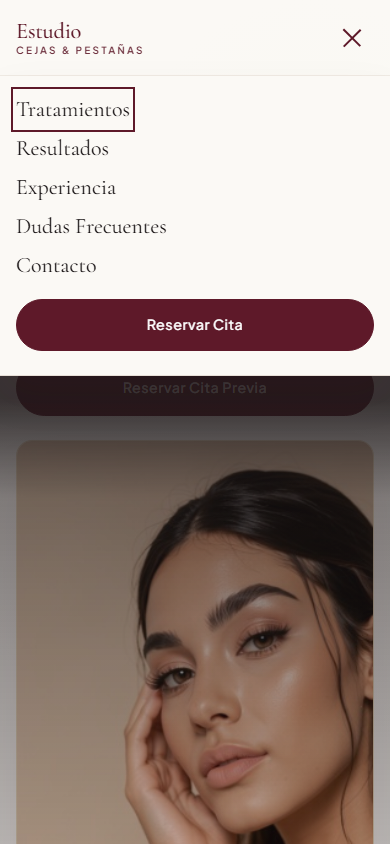 Estudio
CEJAS & PESTAÑAS
Tratamientos
Resultados
Experiencia
Dudas Frecuentes
Contacto
Reservar Cita
Reservar Cita Previa